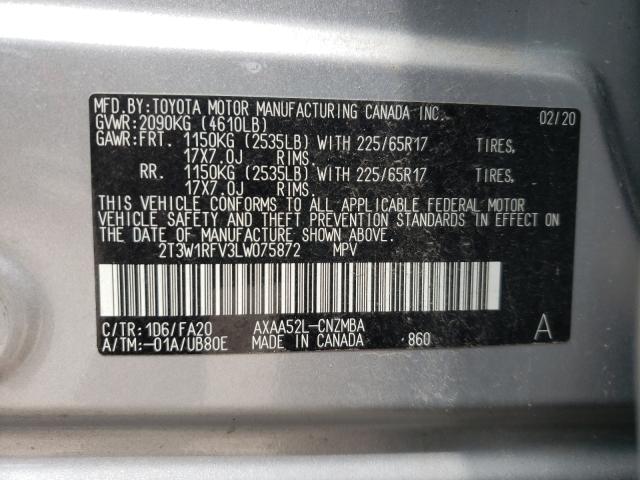 MFD.BY:TOYOTA MOTOR MANUFACTURING CANADA INC. 02/20
GVWR:2090KG (4610LB)
GAWR:FRT. 1150KG (2535LB) WITH 225/65R17 TIRES,
17X7.0J RIMS.
RR. 1150KG (2535LB) WITH 225/65R17 TIRES,
17X7.0J RIMS.
THIS VEHICLE CONFORMS TO ALL APPLICABLE FEDERAL MOTOR
VEHICLE SAFETY AND THEFT PREVENTION STANDARDS IN EFFECT ON
THE DATE OF MANUFACTURE SHOWN ABOVE.
2T3W1RFV3LW075872 MPV
C/TR:1D6/FA20 AXAA52L-CNZMBA A
A/TM:-01A/UB80E MADE IN CANADA 860